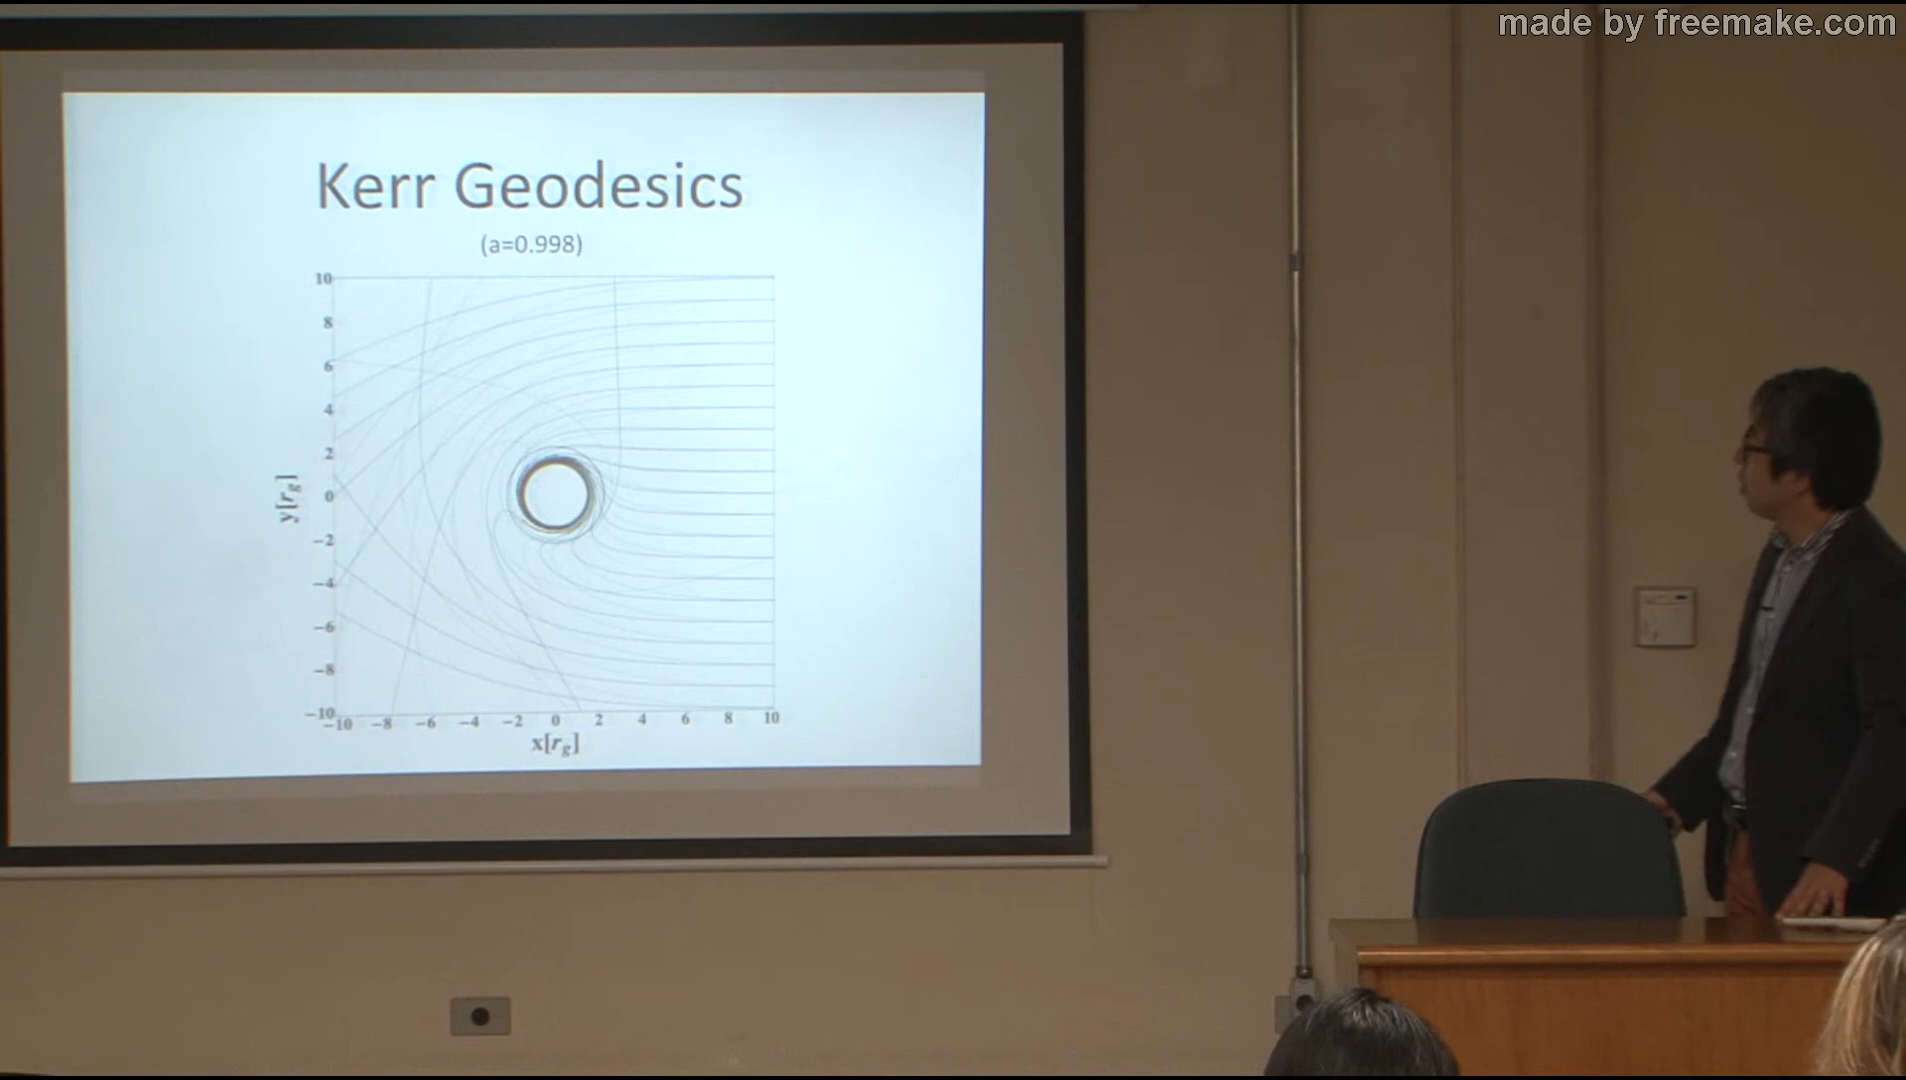 made by freemake.com
Kerr Geodesics
(a=0.998)
10
8
6
4
2
0
−2
−4
−6
−8
−10
y[r_g]
−10 −8 −6 −4 −2 0 2 4 6 8 10
x[r_g]